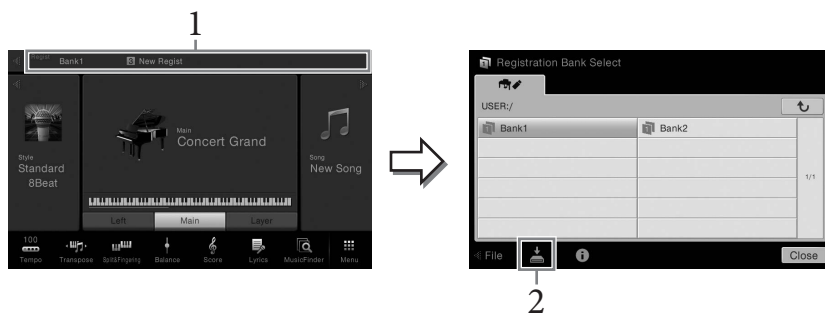 1
Regist Bank1 S New Regist
Main
Concert Grand
Style
Standard
8Beat
Song
New Song
Left Main Layer
100
Tempo Transpose Split&Fingering Balance Score Lyrics MusicFinder Menu
Registration Bank Select
USER:/
Bank1 Bank2
1/1
File Close
2